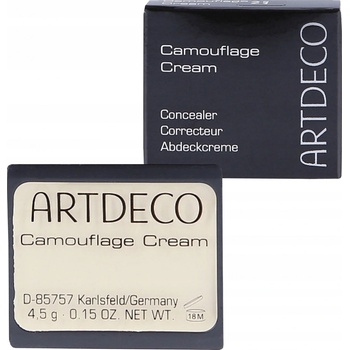 ARTDECO
Camouflage
Cream
Concealer
Correcteur
Abdeckcreme
ARTDECO
Camouflage Cream
D-85757 Karlsfeld/Germany
4,5 g · 0.15 OZ. NET WT.
18M